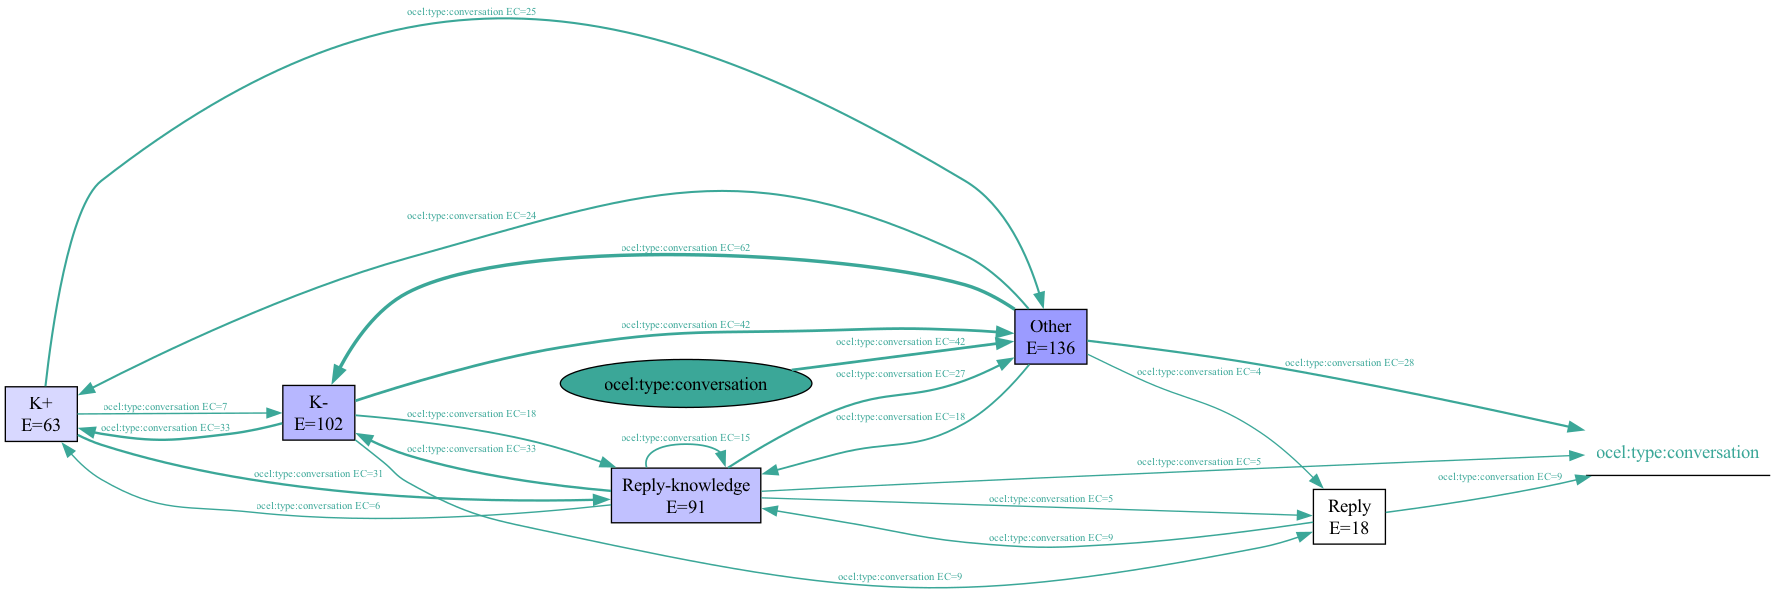 ocel:type:conversation EC=25
ocel:type:conversation EC=24
ocel:type:conversation EC=62
ocel:type:conversation EC=42
Other
E=136
ocel:type:conversation EC=42
ocel:type:conversation EC=28
ocel:type:conversation EC=4
ocel:type:conversation EC=27
ocel:type:conversation
K+
E=63
K-
E=102
ocel:type:conversation EC=7
ocel:type:conversation EC=33
ocel:type:conversation EC=18
ocel:type:conversation EC=18
ocel:type:conversation EC=15
ocel:type:conversation EC=33
ocel:type:conversation
ocel:type:conversation EC=5
ocel:type:conversation EC=31
Reply-knowledge
E=91
ocel:type:conversation EC=9
ocel:type:conversation EC=5
ocel:type:conversation EC=6
Reply
E=18
ocel:type:conversation EC=9
ocel:type:conversation EC=9